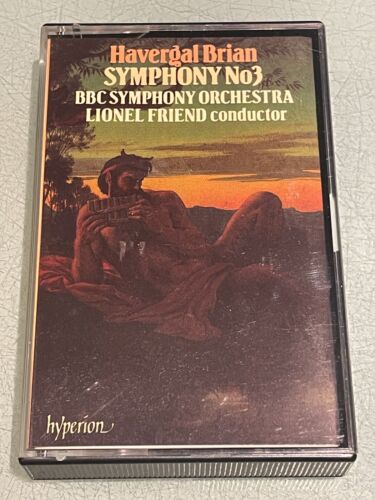 Havergal Brian
SYMPHONY No3
BBC SYMPHONY ORCHESTRA
LIONEL FRIEND conductor
hyperion